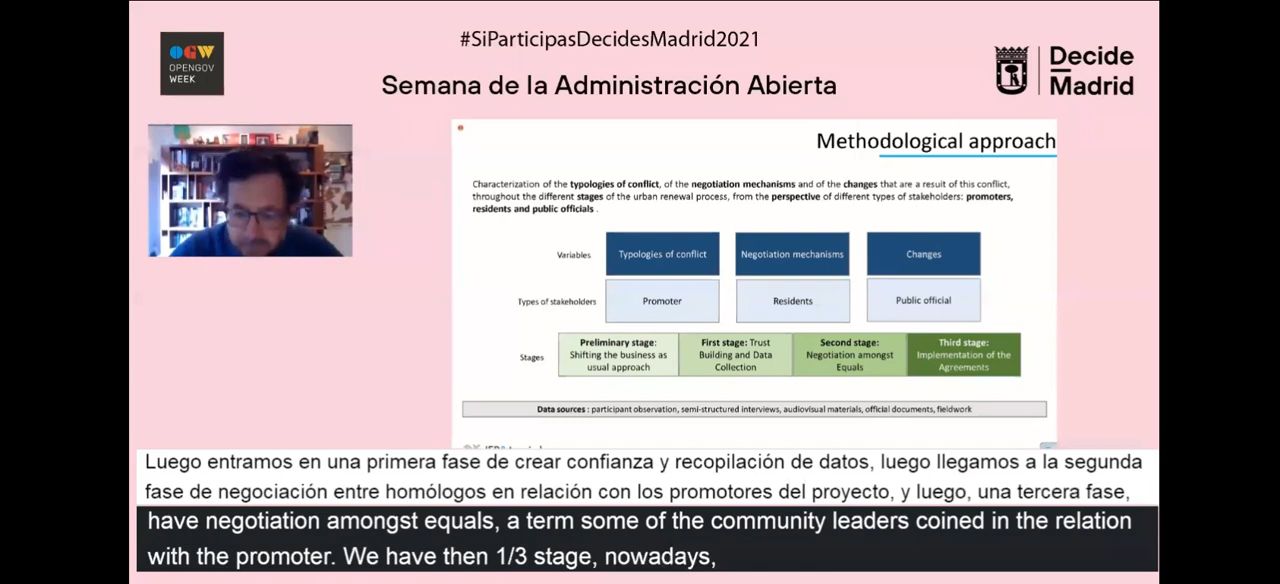 #SiParticipasDecidesMadrid2021
OGW
OPENGOV
WEEK
Semana de la Administración Abierta
Decide
Madrid
Methodological approach
Characterization of the typologies of conflict, of the negotiation mechanisms and of the changes that are a result of this conflict,
throughout the different stages of the urban renewal process, from the perspective of different types of stakeholders: promoters,
residents and public officials .
Variables
Typologies of conflict
Negotiation mechanisms
Changes
Types of stakeholders
Promoter
Residents
Public official
Stages
Preliminary stage:
Shifting the business as
usual approach
First stage: Trust
Building and Data
Collection
Second stage:
Negotiation amongst
Equals
Third stage:
Implementation of the
Agreements
Data sources : participant observation, semi-structured interviews, audiovisual materials, official documents, fieldwork
Luego entramos en una primera fase de crear confianza y recopilación de datos, luego llegamos a la segunda
fase de negociación entre homólogos en relación con los promotores del proyecto, y luego, una tercera fase,
have negotiation amongst equals, a term some of the community leaders coined in the relation
with the promoter. We have then 1/3 stage, nowadays,